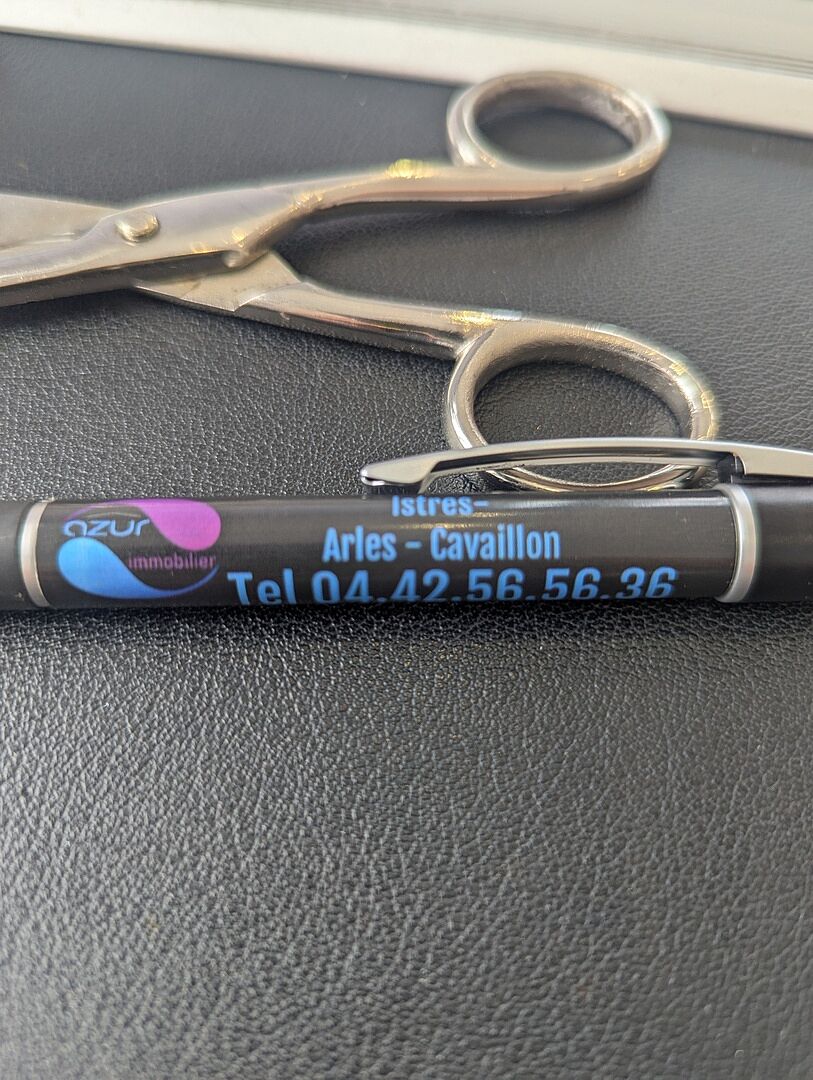 azur
immobilier
Istres-
Arles - Cavaillon
Tel 04.42.56.56.36